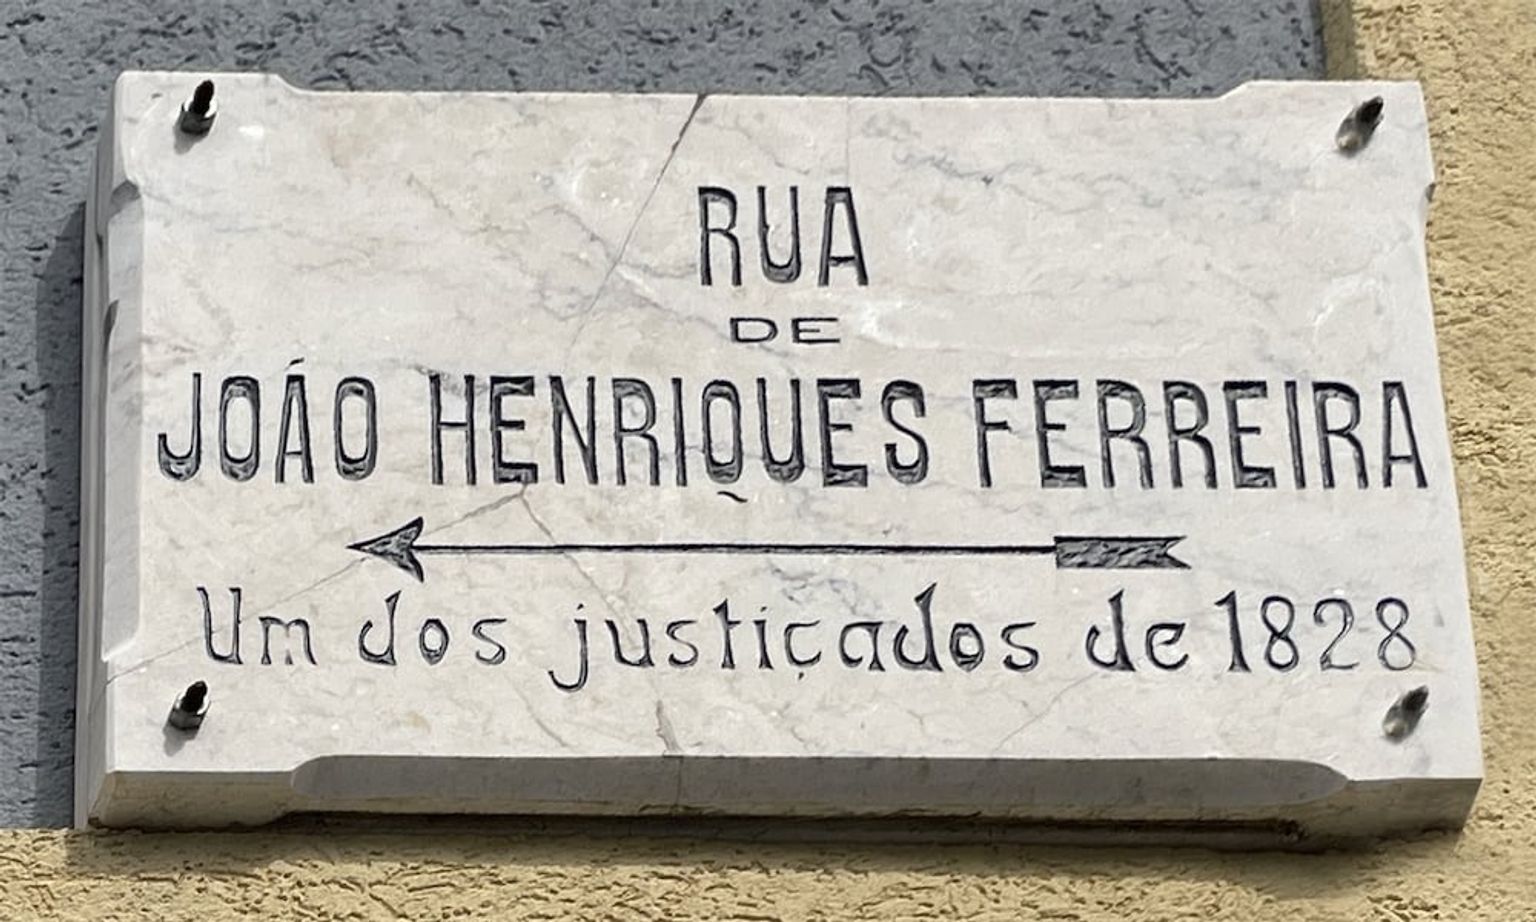 RUA
DE
JOÃO HENRIQUES FERREIRA
Um dos justiçados de 1828